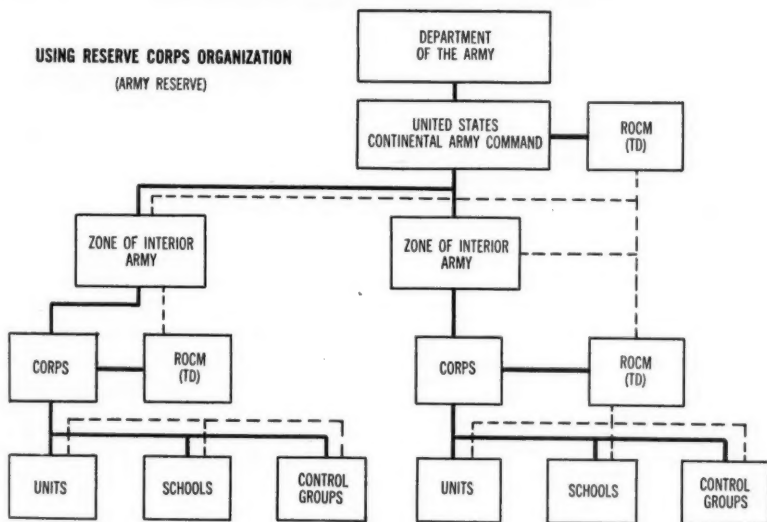 USING RESERVE CORPS ORGANIZATION
(ARMY RESERVE)
DEPARTMENT
OF THE ARMY
UNITED STATES
CONTINENTAL ARMY COMMAND
ROCM
(TD)
ZONE OF INTERIOR
ARMY
ZONE OF INTERIOR
ARMY
CORPS
ROCM
(TD)
CORPS
ROCM
(TD)
UNITS
SCHOOLS
CONTROL
GROUPS
UNITS
SCHOOLS
CONTROL
GROUPS